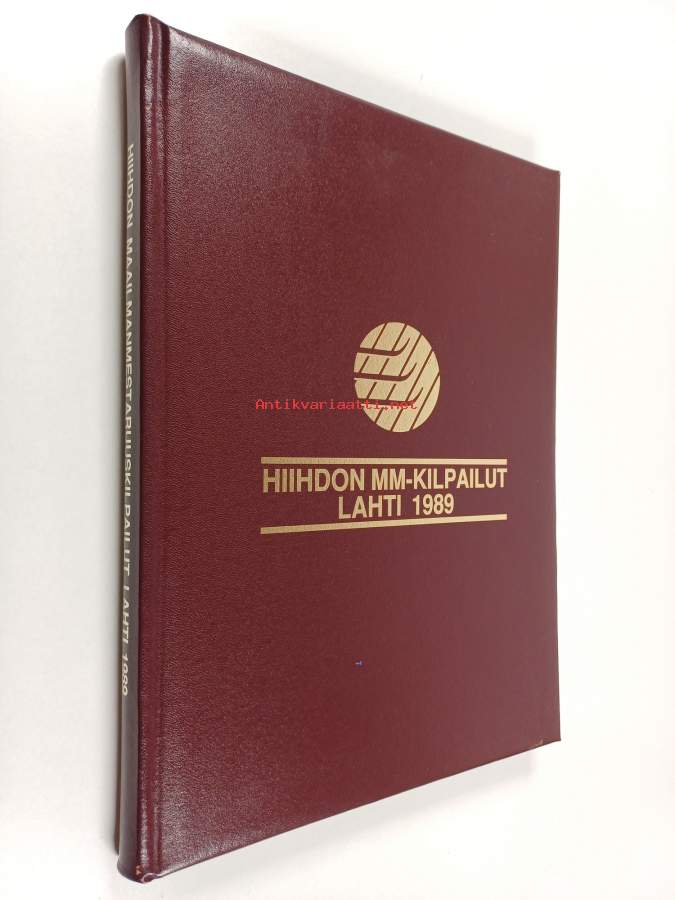 HIIHDON MAAILMANMESTARUUSKILPAILUT LAHTI 1989
Antikvariaatti.net
HIIHDON MM-KILPAILUT
LAHTI 1989